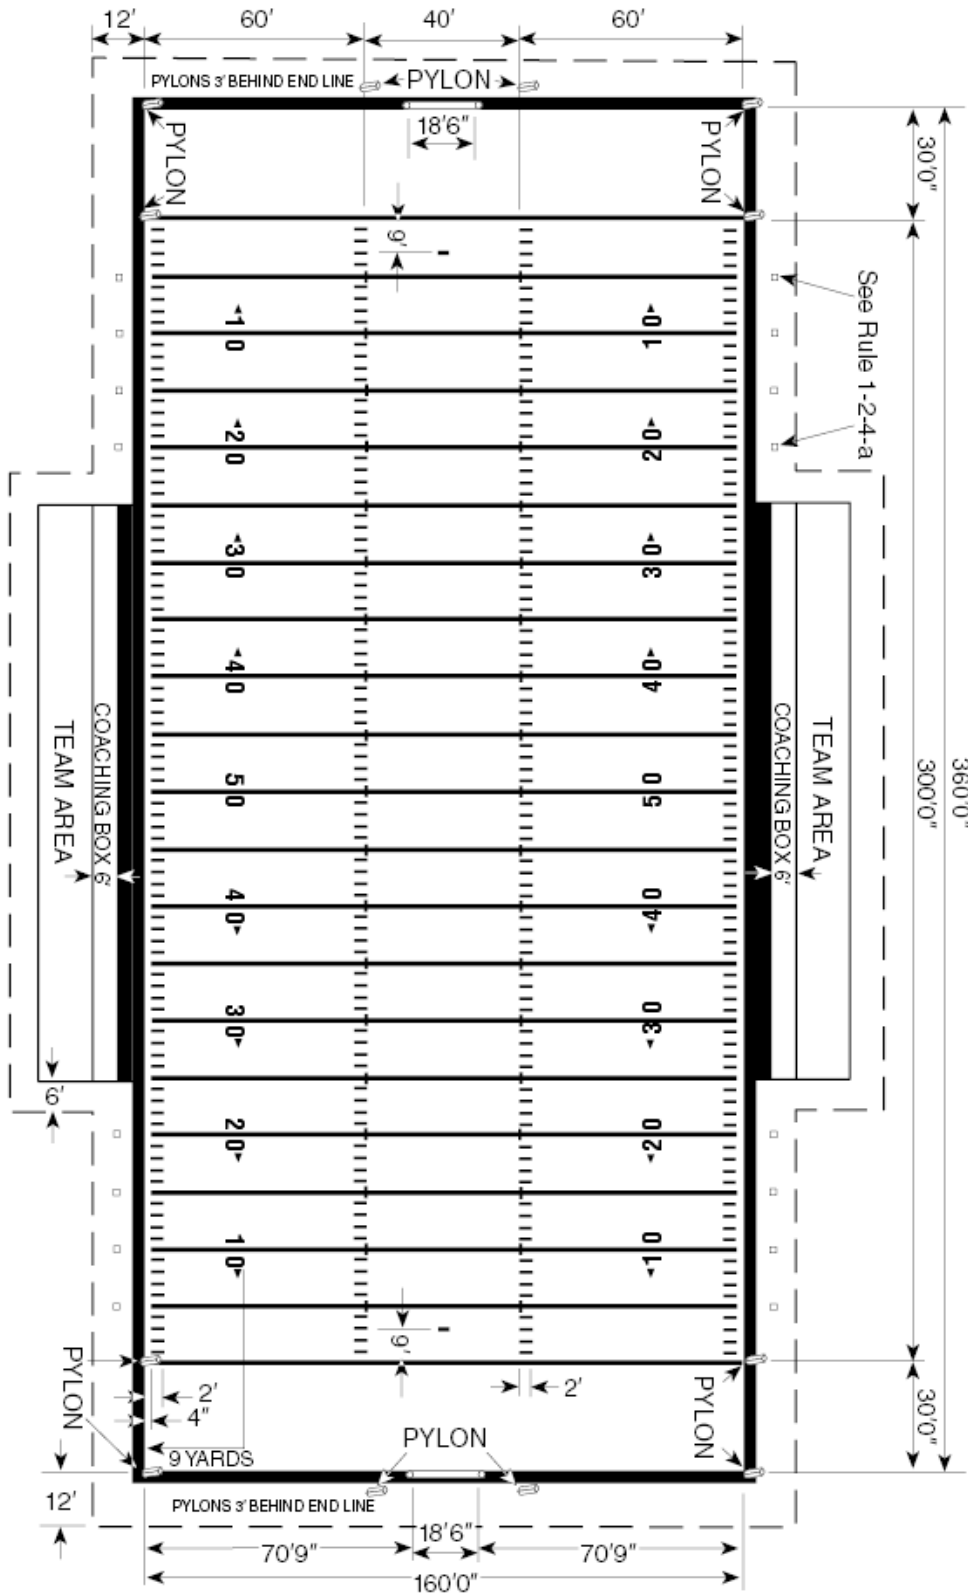 12' 60' 40' 60'
PYLONS 3' BEHIND END LINE PYLON
18'6"
PYLON PYLON
30'0"
9'
See Rule 1-2-4-a
10 10
20 20
30 30
40 40
50 50
40 40
30 30
20 20
10 10
TEAM AREA
COACHING BOX 6'
COACHING BOX 6'
TEAM AREA
300'0"
360'0"
6'
9'
PYLON PYLON
2' 2'
4"
30'0"
9 YARDS
PYLON
12'
PYLONS 3' BEHIND END LINE
18'6"
70'9" 70'9"
160'0"